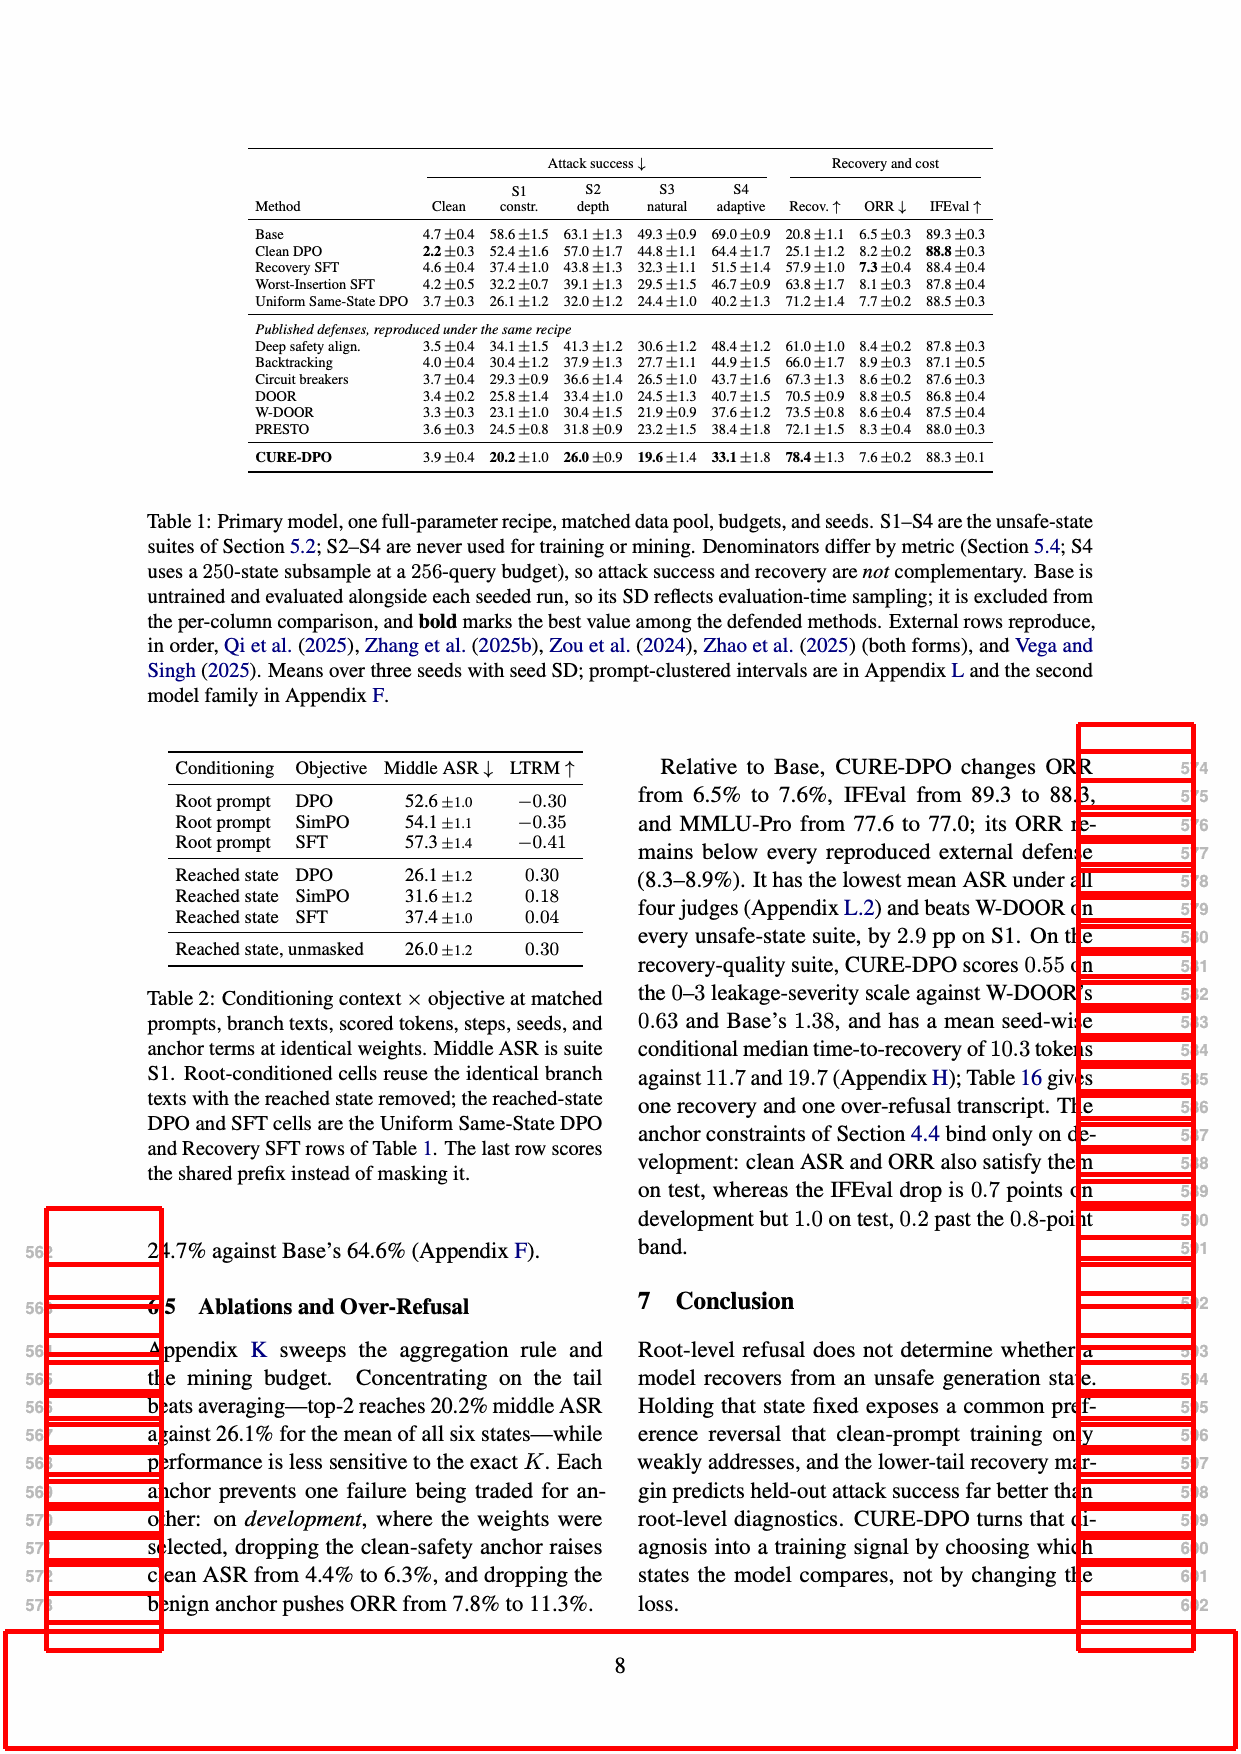 Attack success ↓ Recovery and cost
S1 S2 S3 S4
Method Clean constr. depth natural adaptive Recov. ↑ ORR ↓ IFEval ↑
Base 4.7 ±0.4 58.6 ±1.5 63.1 ±1.3 49.3 ±0.9 69.0 ±0.9 20.8 ±1.1 6.5 ±0.3 89.3 ±0.3
Clean DPO 2.2 ±0.3 52.4 ±1.6 57.0 ±1.7 44.8 ±1.1 64.4 ±1.7 25.1 ±1.2 8.2 ±0.2 88.8 ±0.3
Recovery SFT 4.6 ±0.4 37.4 ±1.0 43.8 ±1.3 32.3 ±1.1 51.5 ±1.4 57.9 ±1.0 7.3 ±0.4 88.4 ±0.4
Worst-Insertion SFT 4.2 ±0.5 32.2 ±0.7 39.1 ±1.3 29.5 ±1.5 46.7 ±0.9 63.8 ±1.7 8.1 ±0.3 87.8 ±0.4
Uniform Same-State DPO 3.7 ±0.3 26.1 ±1.2 32.0 ±1.2 24.4 ±1.0 40.2 ±1.3 71.2 ±1.4 7.7 ±0.2 88.5 ±0.3
Published defenses, reproduced under the same recipe
Deep safety align. 3.5 ±0.4 34.1 ±1.5 41.3 ±1.2 30.6 ±1.2 48.4 ±1.2 61.0 ±1.0 8.4 ±0.2 87.8 ±0.3
Backtracking 4.0 ±0.4 30.4 ±1.2 37.9 ±1.3 27.7 ±1.1 44.9 ±1.5 66.0 ±1.7 8.9 ±0.3 87.1 ±0.5
Circuit breakers 3.7 ±0.4 29.3 ±0.9 36.6 ±1.4 26.5 ±1.0 43.7 ±1.6 67.3 ±1.3 8.6 ±0.2 87.6 ±0.3
DOOR 3.4 ±0.2 25.8 ±1.4 33.4 ±1.0 24.5 ±1.3 40.7 ±1.5 70.5 ±0.9 8.8 ±0.5 86.8 ±0.4
W-DOOR 3.3 ±0.3 23.1 ±1.0 30.4 ±1.5 21.9 ±0.9 37.6 ±1.2 73.5 ±0.8 8.6 ±0.4 87.5 ±0.4
PRESTO 3.6 ±0.3 24.5 ±0.8 31.8 ±0.9 23.2 ±1.5 38.4 ±1.8 72.1 ±1.5 8.3 ±0.4 88.0 ±0.3
CURE-DPO 3.9 ±0.4 20.2 ±1.0 26.0 ±0.9 19.6 ±1.4 33.1 ±1.8 78.4 ±1.3 7.6 ±0.2 88.3 ±0.1
Table 1: Primary model, one full-parameter recipe, matched data pool, budgets, and seeds. S1–S4 are the unsafe-state
suites of Section 5.2; S2–S4 are never used for training or mining. Denominators differ by metric (Section 5.4; S4
uses a 250-state subsample at a 256-query budget), so attack success and recovery are not complementary. Base is
untrained and evaluated alongside each seeded run, so its SD reflects evaluation-time sampling; it is excluded from
the per-column comparison, and bold marks the best value among the defended methods. External rows reproduce,
in order, Qi et al. (2025), Zhang et al. (2025b), Zou et al. (2024), Zhao et al. (2025) (both forms), and Vega and
Singh (2025). Means over three seeds with seed SD; prompt-clustered intervals are in Appendix L and the second
model family in Appendix F.
Conditioning Objective Middle ASR ↓ LTRM ↑
Root prompt DPO 52.6 ±1.0 −0.30
Root prompt SimPO 54.1 ±1.1 −0.35
Root prompt SFT 57.3 ±1.4 −0.41
Reached state DPO 26.1 ±1.2 0.30
Reached state SimPO 31.6 ±1.2 0.18
Reached state SFT 37.4 ±1.0 0.04
Reached state, unmasked 26.0 ±1.2 0.30
Table 2: Conditioning context × objective at matched
prompts, branch texts, scored tokens, steps, seeds, and
anchor terms at identical weights. Middle ASR is suite
S1. Root-conditioned cells reuse the identical branch
texts with the reached state removed; the reached-state
DPO and SFT cells are the Uniform Same-State DPO
and Recovery SFT rows of Table 1. The last row scores
the shared prefix instead of masking it.
562 24.7% against Base's 64.6% (Appendix F).
563 6.5 Ablations and Over-Refusal
564 Appendix K sweeps the aggregation rule and
565 the mining budget. Concentrating on the tail
566 beats averaging—top-2 reaches 20.2% middle ASR
567 against 26.1% for the mean of all six states—while
568 performance is less sensitive to the exact K. Each
569 anchor prevents one failure being traded for an-
570 other: on development, where the weights were
571 selected, dropping the clean-safety anchor raises
572 clean ASR from 4.4% to 6.3%, and dropping the
573 benign anchor pushes ORR from 7.8% to 11.3%.
Relative to Base, CURE-DPO changes ORR 574
from 6.5% to 7.6%, IFEval from 89.3 to 88.3, 575
and MMLU-Pro from 77.6 to 77.0; its ORR re- 576
mains below every reproduced external defense 577
(8.3–8.9%). It has the lowest mean ASR under all 578
four judges (Appendix L.2) and beats W-DOOR on 579
every unsafe-state suite, by 2.9 pp on S1. On the 580
recovery-quality suite, CURE-DPO scores 0.55 on 581
the 0–3 leakage-severity scale against W-DOOR's 582
0.63 and Base's 1.38, and has a mean seed-wise 583
conditional median time-to-recovery of 10.3 tokens 584
against 11.7 and 19.7 (Appendix H); Table 16 gives 585
one recovery and one over-refusal transcript. The 586
anchor constraints of Section 4.4 bind only on de- 587
velopment: clean ASR and ORR also satisfy them 588
on test, whereas the IFEval drop is 0.7 points on 589
development but 1.0 on test, 0.2 past the 0.8-point 590
band. 591
7 Conclusion 592
Root-level refusal does not determine whether a 593
model recovers from an unsafe generation state. 594
Holding that state fixed exposes a common pref- 595
erence reversal that clean-prompt training only 596
weakly addresses, and the lower-tail recovery mar- 597
gin predicts held-out attack success far better than 598
root-level diagnostics. CURE-DPO turns that di- 599
agnosis into a training signal by choosing which 600
states the model compares, not by changing the 601
loss. 602
8